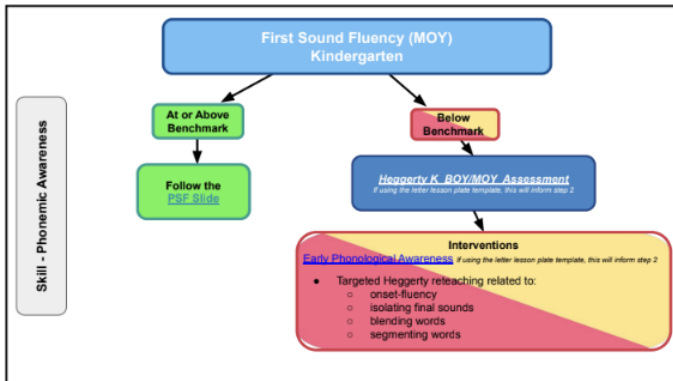 First Sound Fluency (MOY)
Kindergarten
Skill - Phonemic Awareness
At or Above
Benchmark
Below
Benchmark
Follow the
PSF Slide
Heggerty K BOY/MOY Assessment
If using the letter lesson plate template, this will inform step 2
Interventions
Early Phonological Awareness If using the letter lesson plate template, this will inform step 2
● Targeted Heggerty reteaching related to:
○ onset-fluency
○ isolating final sounds
○ blending words
○ segmenting words